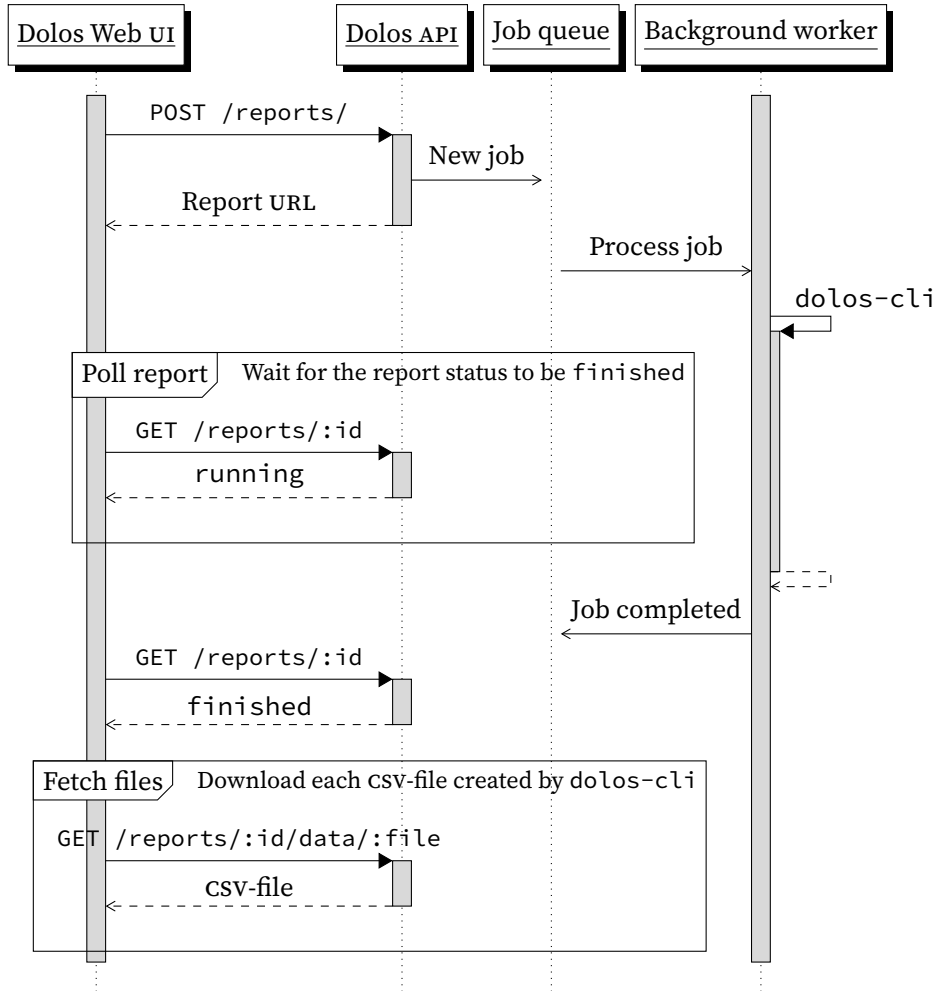 Dolos Web UI
Dolos API
Job queue
Background worker
POST /reports/
New job
Report URL
Process job
dolos-cli
Poll report
Wait for the report status to be finished
GET /reports/:id
running
Job completed
GET /reports/:id
finished
Fetch files
Download each CSV-file created by dolos-cli
GET /reports/:id/data/:file
CSV-file